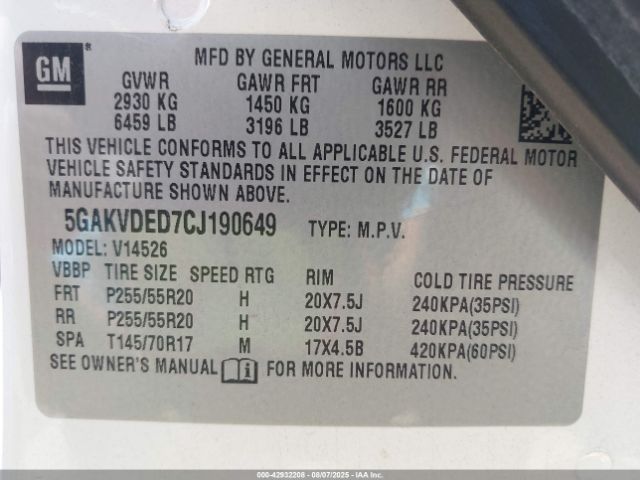 GM
MFD BY GENERAL MOTORS LLC
GVWR GAWR FRT GAWR RR
2930 KG 1450 KG 1600 KG
6459 LB 3196 LB 3527 LB
THIS VEHICLE CONFORMS TO ALL APPLICABLE U.S. FEDERAL MOTOR
VEHICLE SAFETY STANDARDS IN EFFECT ON THE DATE OF
MANUFACTURE SHOWN ABOVE.
5GAKVDED7CJ190649 TYPE: M.P.V.
MODEL: V14526
VBBP TIRE SIZE SPEED RTG RIM COLD TIRE PRESSURE
FRT P255/55R20 H 20X7.5J 240KPA(35PSI)
RR P255/55R20 H 20X7.5J 240KPA(35PSI)
SPA T145/70R17 M 17X4.5B 420KPA(60PSI)
SEE OWNER'S MANUAL FOR MORE INFORMATION.
000-42932208 - 08/07/2025 - IAAI.COM